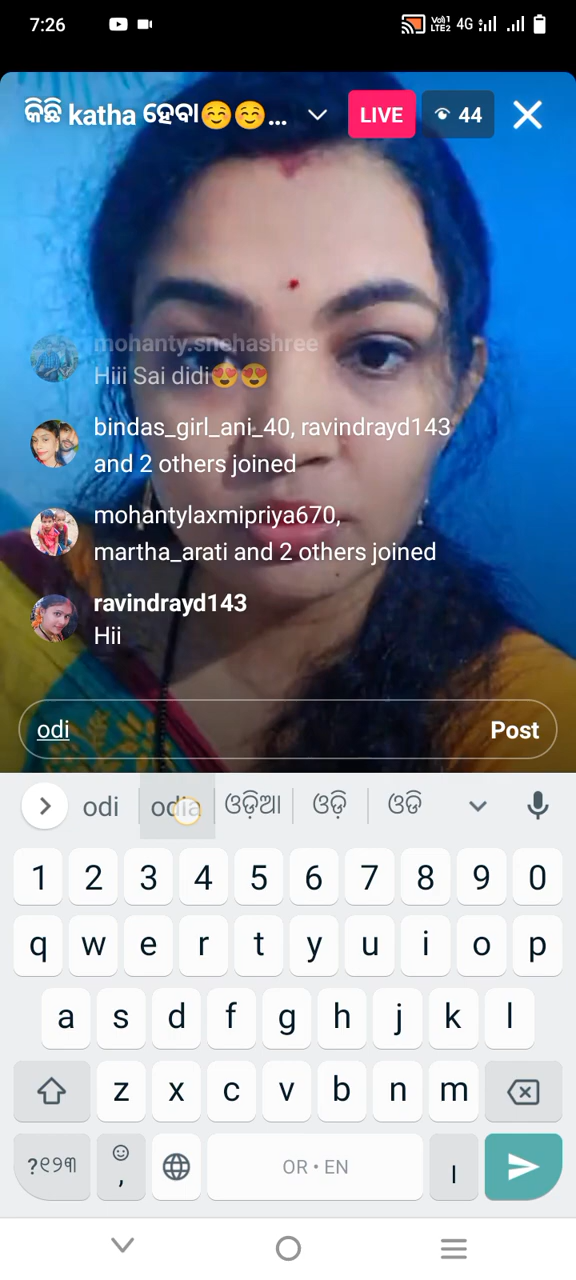 7:26 Vo)) 1 LTE2 4G
କିଛି katha ହେବା☺️☺️... LIVE 44
mohanty.snehashree
Hiii Sai didi😍😍
bindas_girl_ani_40, ravindrayd143
and 2 others joined
mohantylaxmipriya670,
martha_arati and 2 others joined
ravindrayd143
Hii
odi Post
odi odia ଓଡ଼ିଆ ଓଡ଼ି ଓଡି
1 2 3 4 5 6 7 8 9 0
q w e r t y u i o p
a s d f g h j k l
z x c v b n m
?୧୨୩ , OR • EN ।